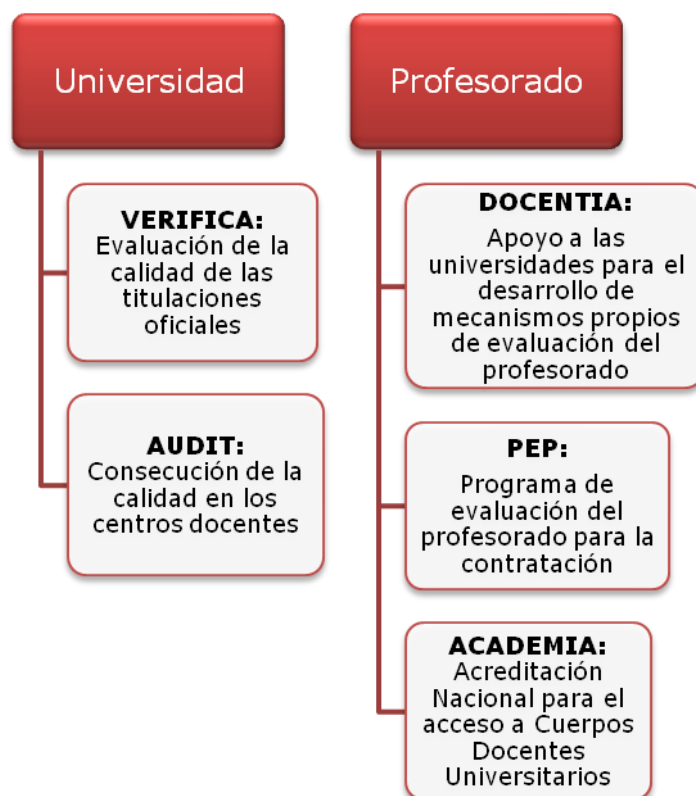 Universidad
VERIFICA:
Evaluación de la
calidad de las
titulaciones
oficiales
AUDIT:
Consecución de la
calidad en los
centros docentes
Profesorado
DOCENTIA:
Apoyo a las
universidades para el
desarrollo de
mecanismos propios
de evaluación del
profesorado
PEP:
Programa de
evaluación del
profesorado para la
contratación
ACADEMIA:
Acreditación
Nacional para el
acceso a Cuerpos
Docentes
Universitarios